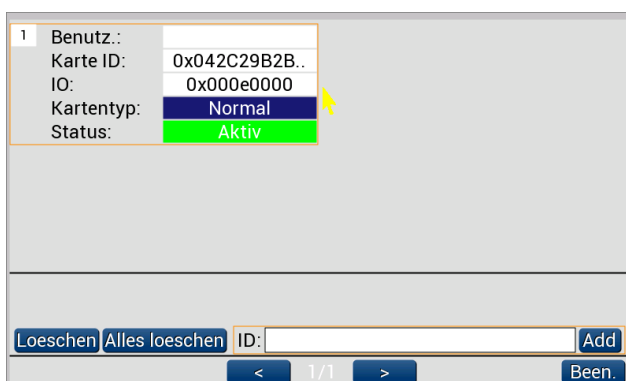 1 Benutz.:
Karte ID: 0x042C29B2B..
IO: 0x000e0000
Kartentyp: Normal
Status: Aktiv
Loeschen Alles loeschen ID: Add
< 1/1 > Been.